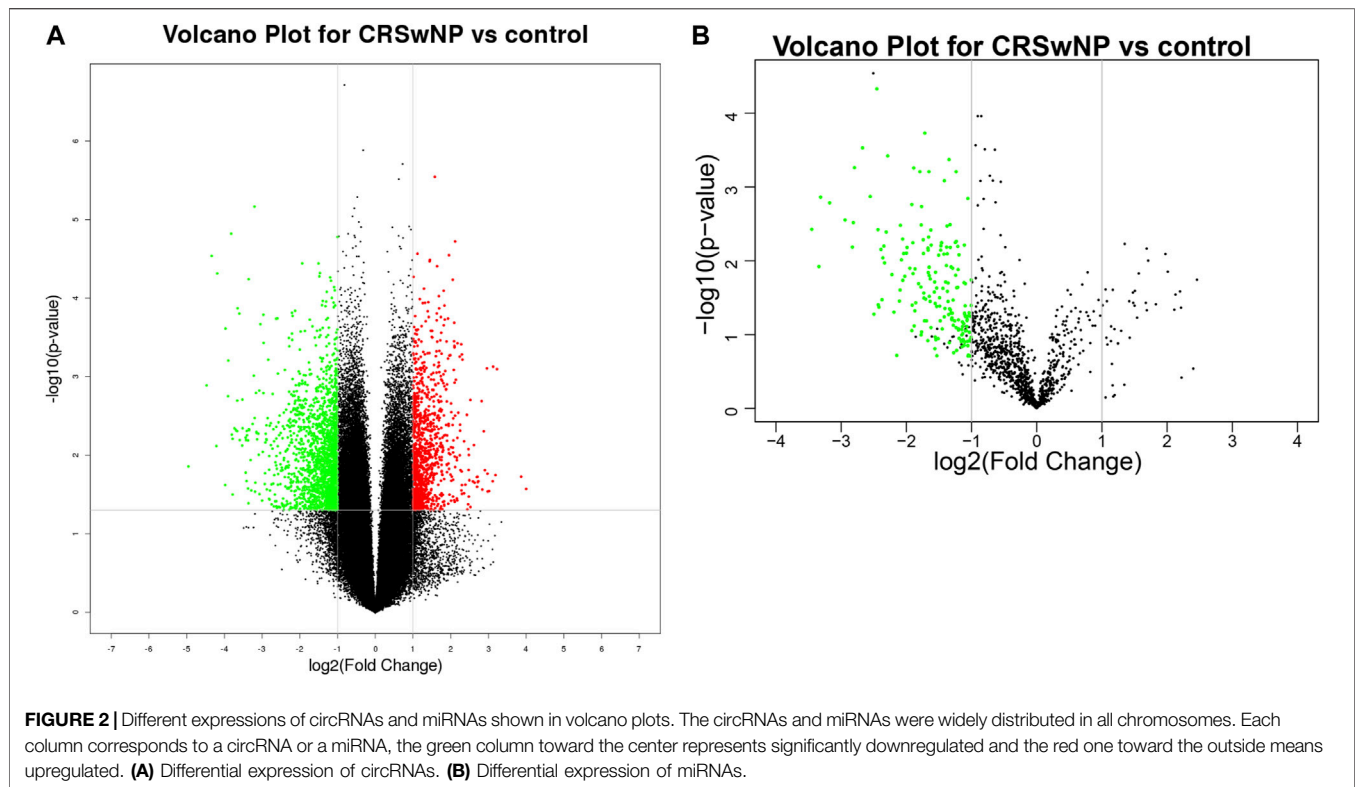 A
Volcano Plot for CRSwNP vs control
-log10(p-value)
6
5
4
3
2
1
0
-7 -6 -5 -4 -3 -2 -1 0 1 2 3 4 5 6 7
log2(Fold Change)
B
Volcano Plot for CRSwNP vs control
-log10(p-value)
4
3
2
1
0
-4 -3 -2 -1 0 1 2 3 4
log2(Fold Change)
FIGURE 2 | Different expressions of circRNAs and miRNAs shown in volcano plots. The circRNAs and miRNAs were widely distributed in all chromosomes. Each
column corresponds to a circRNA or a miRNA, the green column toward the center represents significantly downregulated and the red one toward the outside means
upregulated. (A) Differential expression of circRNAs. (B) Differential expression of miRNAs.